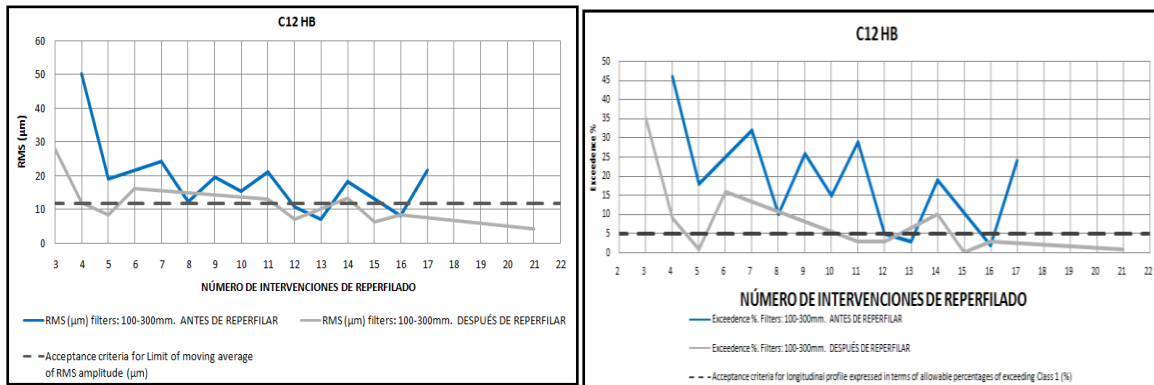 C12 HB
60
50
40
30
20
10
0
RMS (µm)
3 4 5 6 7 8 9 10 11 12 13 14 15 16 17 18 19 20 21 22
NÚMERO DE INTERVENCIONES DE REPERFILADO
RMS (µm) filters: 100-300mm. ANTES DE REPERFILAR
RMS (µm) filters: 100-300mm. DESPUÉS DE REPERFILAR
Acceptance criteria for Limit of moving average
of RMS amplitude (µm)
C12 HB
50
45
40
35
30
25
20
15
10
5
0
Exceedence %
2 3 4 5 6 7 8 9 10 11 12 13 14 15 16 17 18 19 20 21 22
NÚMERO DE INTERVENCIONES DE REPERFILADO
Exceedence %. Filters: 100-300mm. ANTES DE REPERFILAR
Exceedence %. Filters: 100-300mm. DESPUÉS DE REPERFILAR
Acceptance criteria for longitudinal profile expressed in terms of allowable percentages of exceeding Class 1 (%)